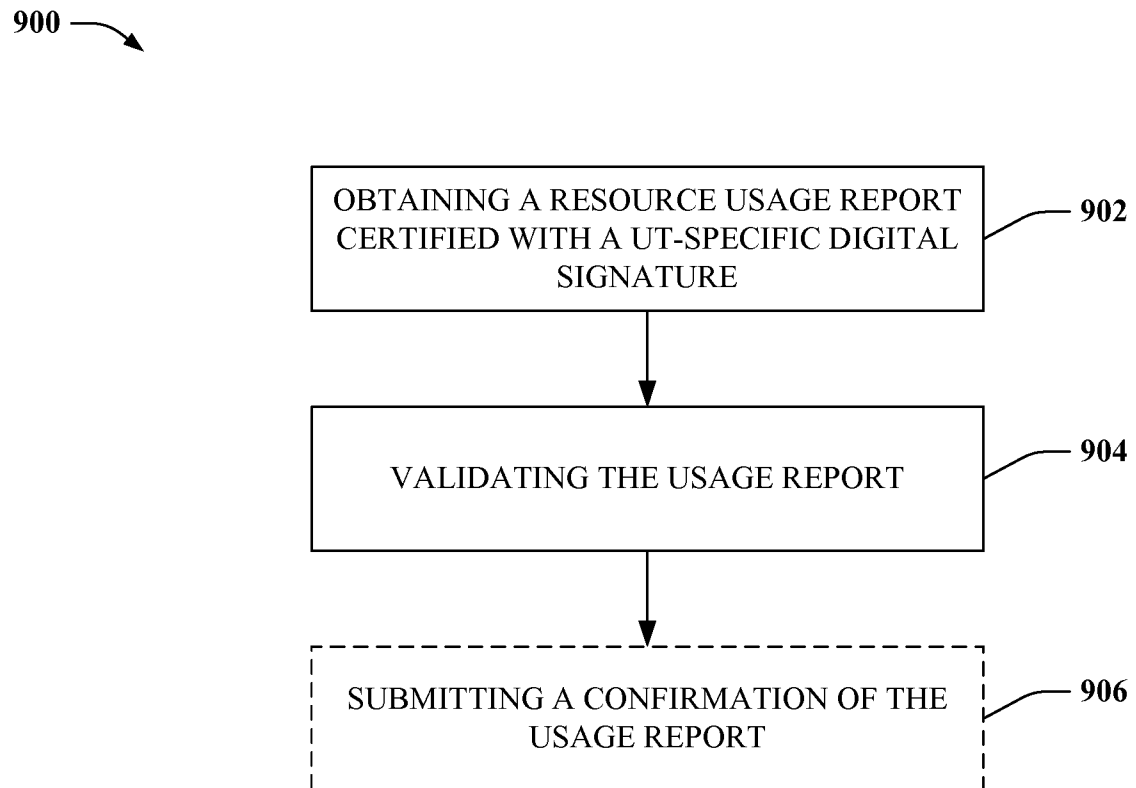 900
OBTAINING A RESOURCE USAGE REPORT
CERTIFIED WITH A UT-SPECIFIC DIGITAL
SIGNATURE
902
VALIDATING THE USAGE REPORT
904
SUBMITTING A CONFIRMATION OF THE
USAGE REPORT
906